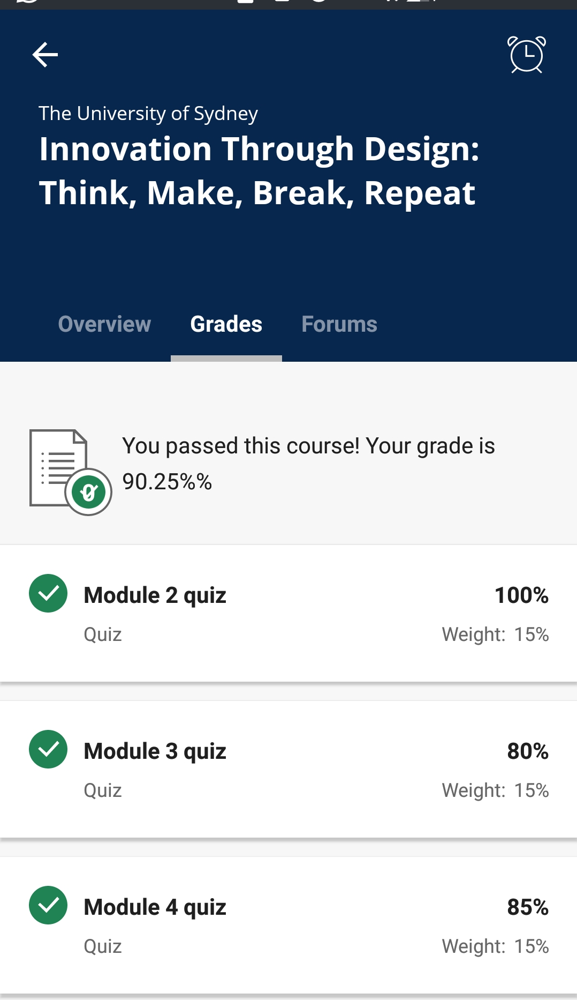 The University of Sydney
Innovation Through Design:
Think, Make, Break, Repeat
Overview Grades Forums
You passed this course! Your grade is
90.25%%
0
Module 2 quiz 100%
Quiz Weight: 15%
Module 3 quiz 80%
Quiz Weight: 15%
Module 4 quiz 85%
Quiz Weight: 15%